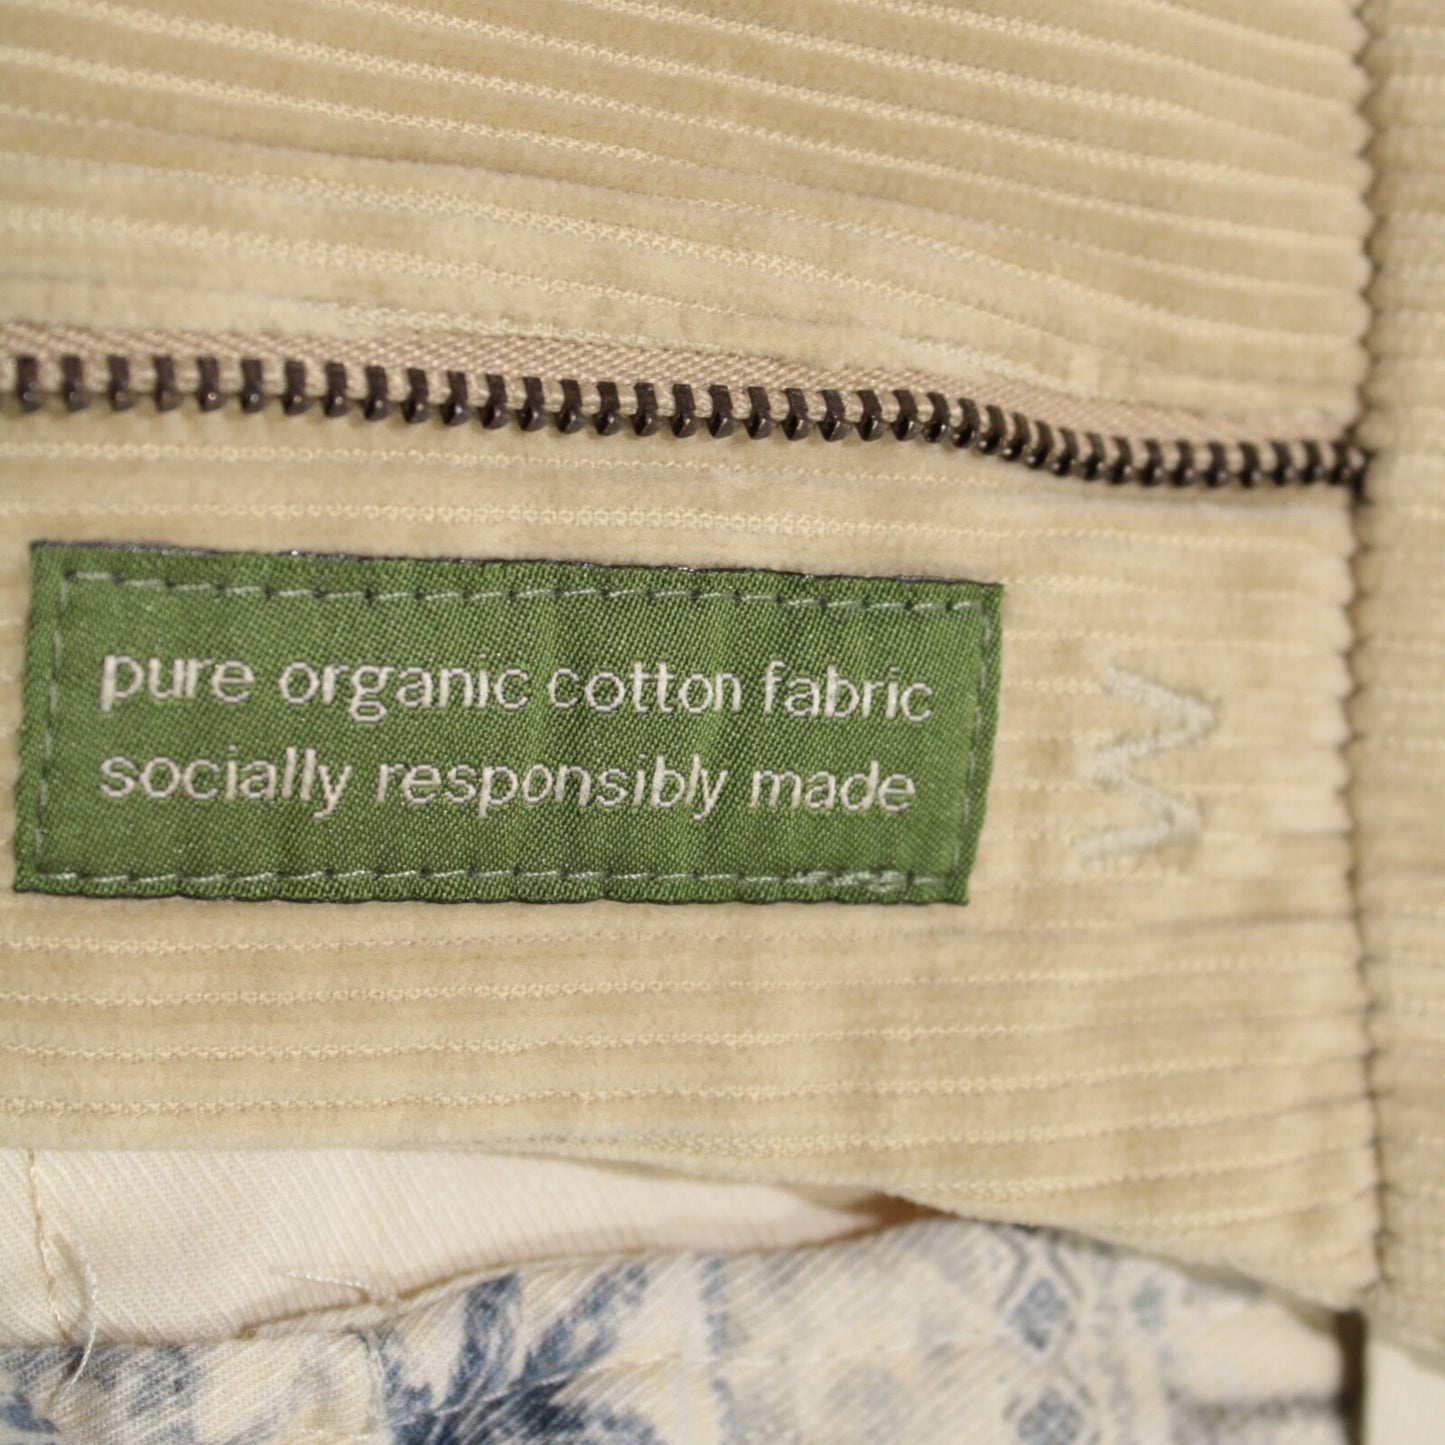 pure organic cotton fabric
socially responsibly made